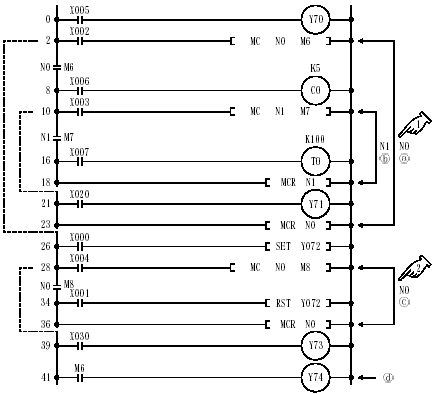 X005
0 Y70
X002
2 MC N0 M6
N0 M6
K5
X006
8 C0
X003
10 MC N1 M7
1
N1 M7
K100
N1 N0
X007
16 T0 ⓑ ⓐ
18 MCR N1
X020
21 Y71
23 MCR N0
X000
26 SET Y072
X004
28 MC N0 M8
2
N0 M8
N0
X001
34 RST Y072 ⓒ
36 MCR N0
X030
39 Y73
M6
41 Y74 ⓓ